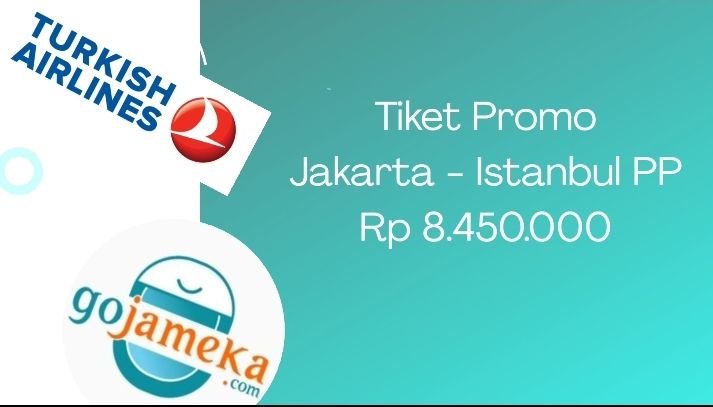 TURKISH
AIRLINES
Tiket Promo
Jakarta - Istanbul PP
Rp 8.450.000
gojameka
.com